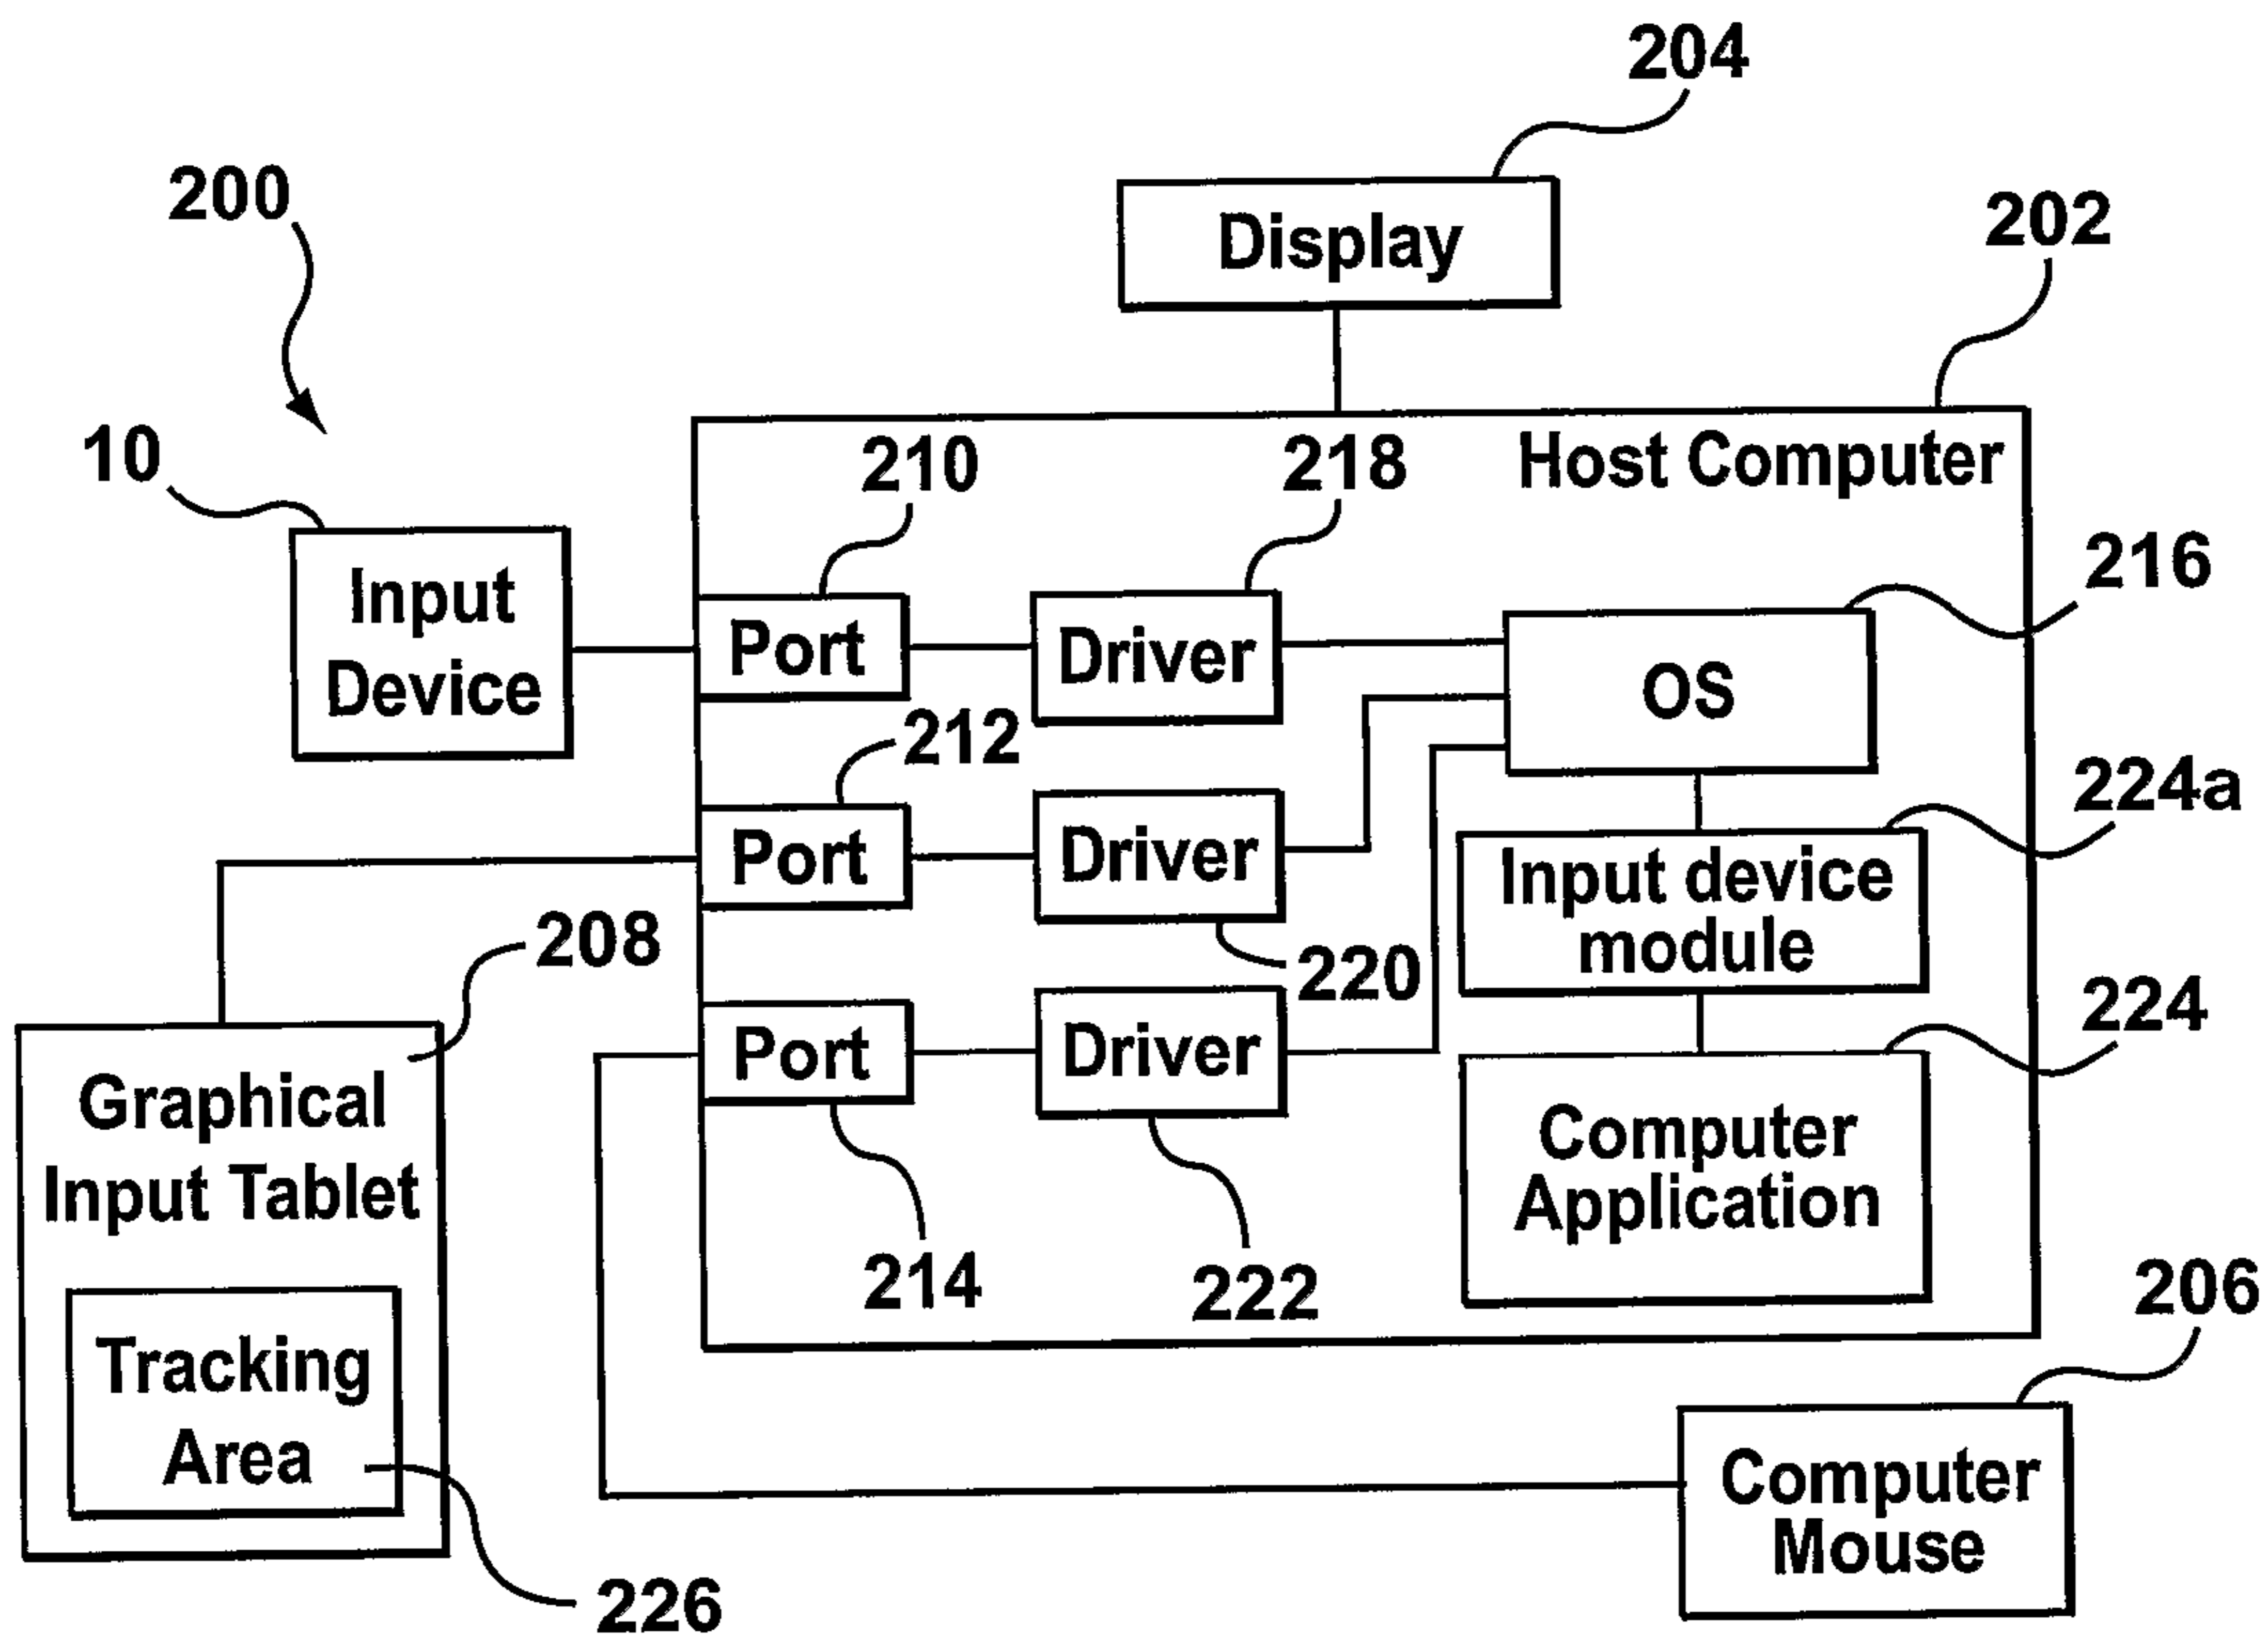 204
200
202
Display
10
210
218
Host Computer
216
Input
Device
Port
Driver
OS
212
224a
Port
Driver
Input device
module
208
220
224
Port
Driver
Graphical
Input Tablet
Computer
Application
214
222
206
Tracking
Area
Computer
Mouse
226